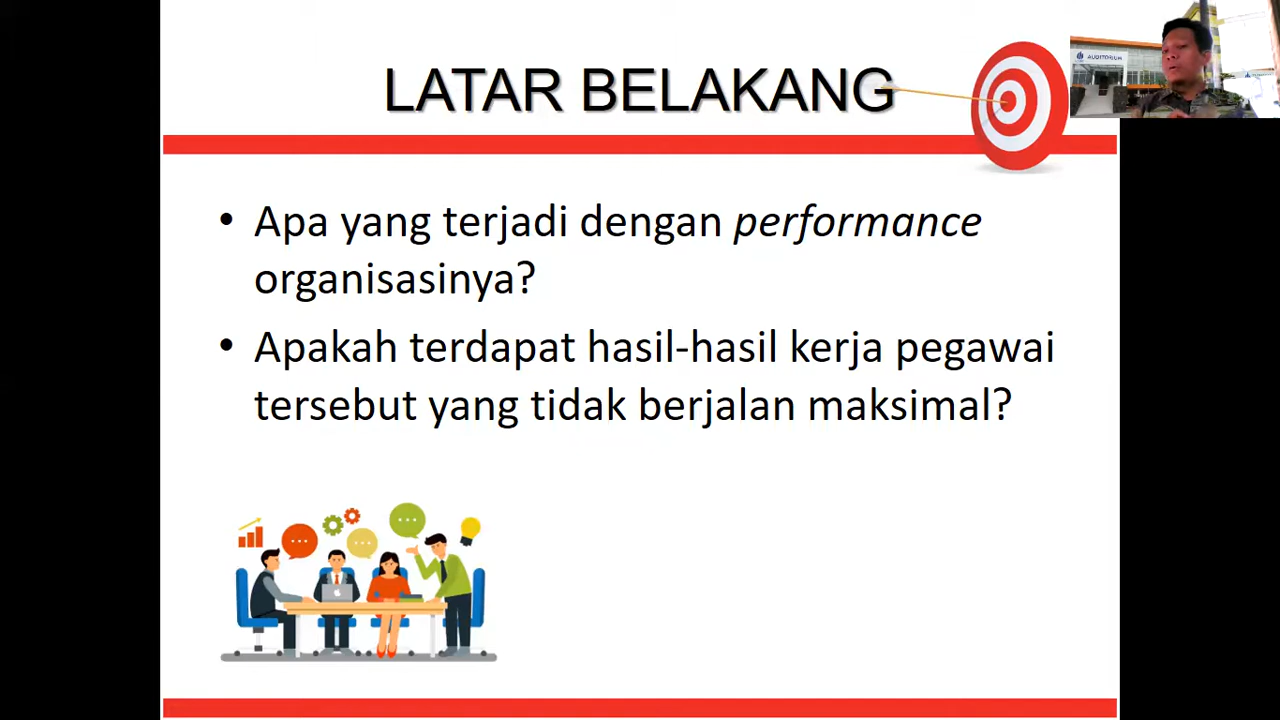 LATAR BELAKANG
AUDITORIUM
• Apa yang terjadi dengan performance
organisasinya?
• Apakah terdapat hasil-hasil kerja pegawai
tersebut yang tidak berjalan maksimal?